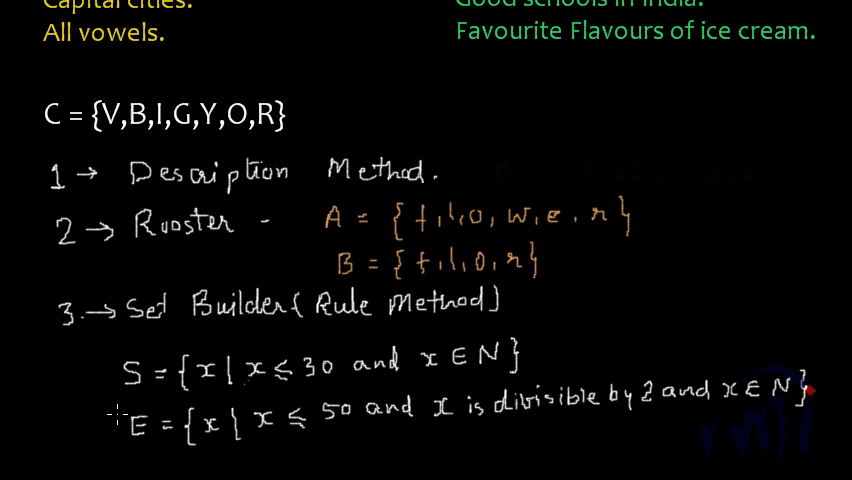 Capital cities.
Good schools in India.
All vowels.
Favourite Flavours of ice cream.
C = {V,B,I,G,Y,O,R}
1 → Description Method.
2 → Rooster - A = { f, l, o, w, e, r }
B = { f, l, o, r }
3. → Set Builder { Rule Method }
S = { x | x ≤ 30 and x ∈ N }
E = { x | x ≤ 50 and x is divisible by 2 and x ∈ N }